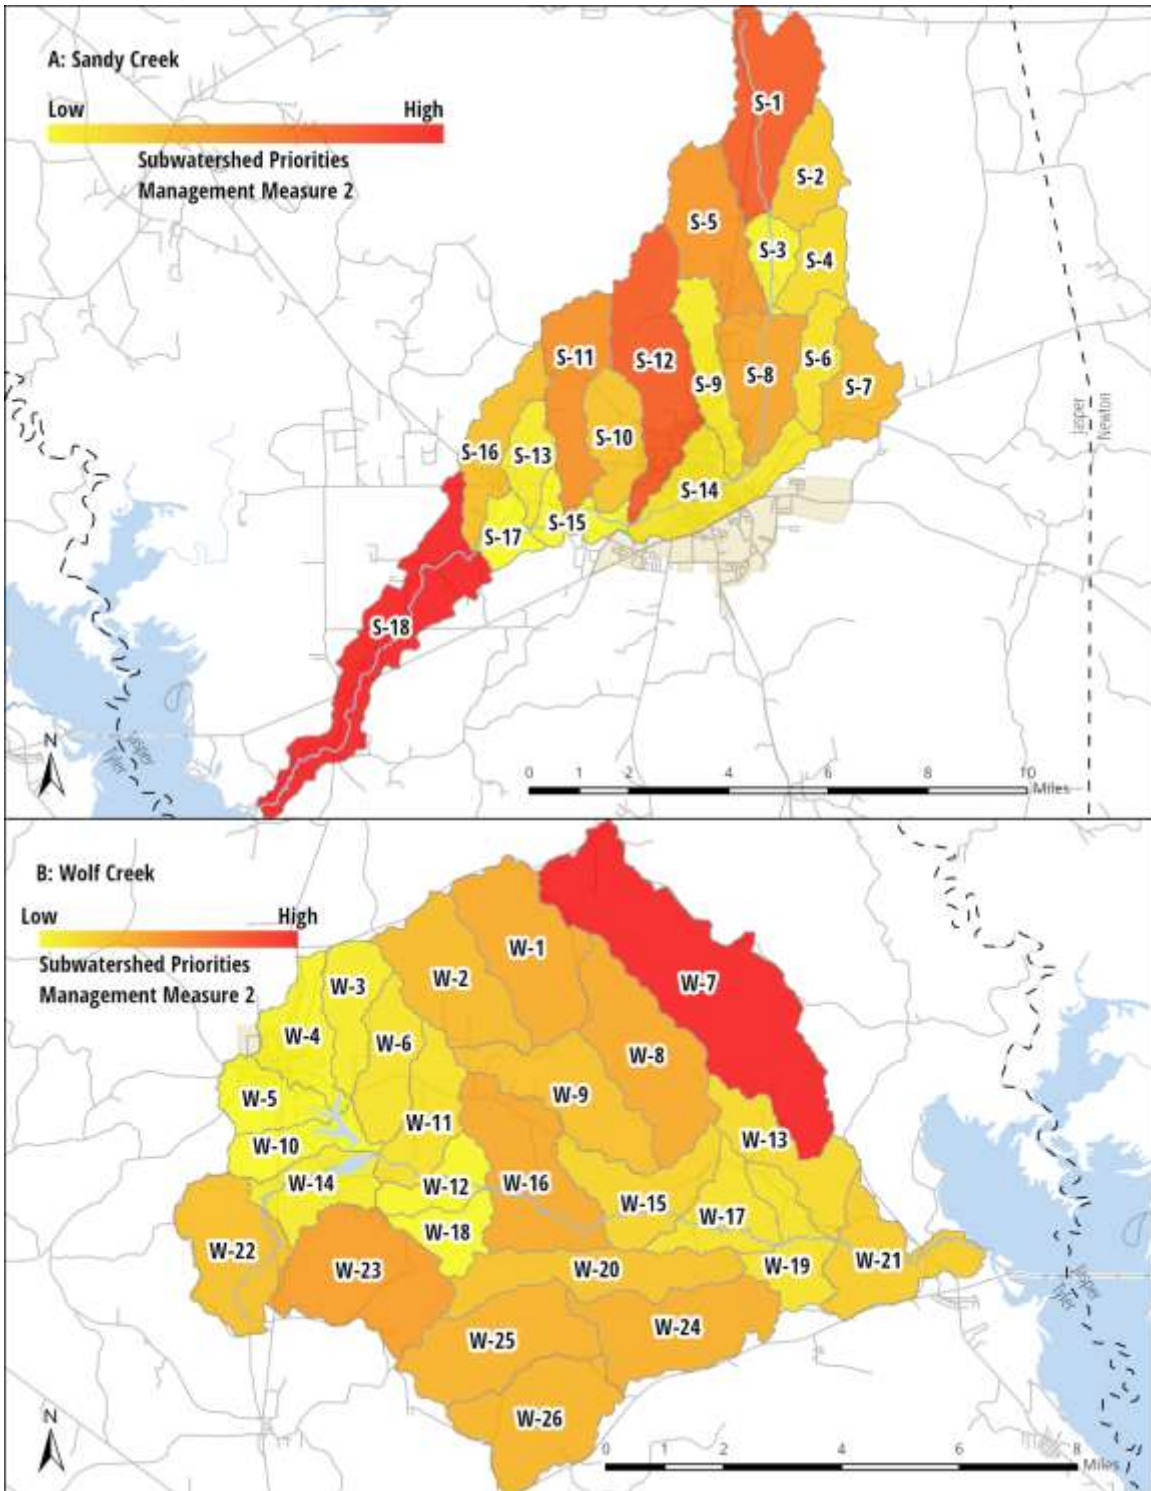 A: Sandy Creek
Low High
Subwatershed Priorities
Management Measure 2
S-1
S-2
S-5
S-3
S-4
S-11
S-12
S-6
S-8
S-9
S-7
S-10
S-16
S-13
S-14
S-15
S-17
S-18
Jasper
Newton
Jasper
Tyler
N
0 1 2 4 6 8 10
Miles
B: Wolf Creek
Low High
Subwatershed Priorities
Management Measure 2
W-1
W-2
W-3
W-7
W-4
W-6
W-8
W-5
W-9
W-11
W-10
W-13
W-14
W-12
W-16
W-15
W-17
W-18
W-22
W-21
W-19
W-23
W-20
W-24
W-25
W-26
Jasper
Tyler
N
0 1 2 4 6 8
Miles